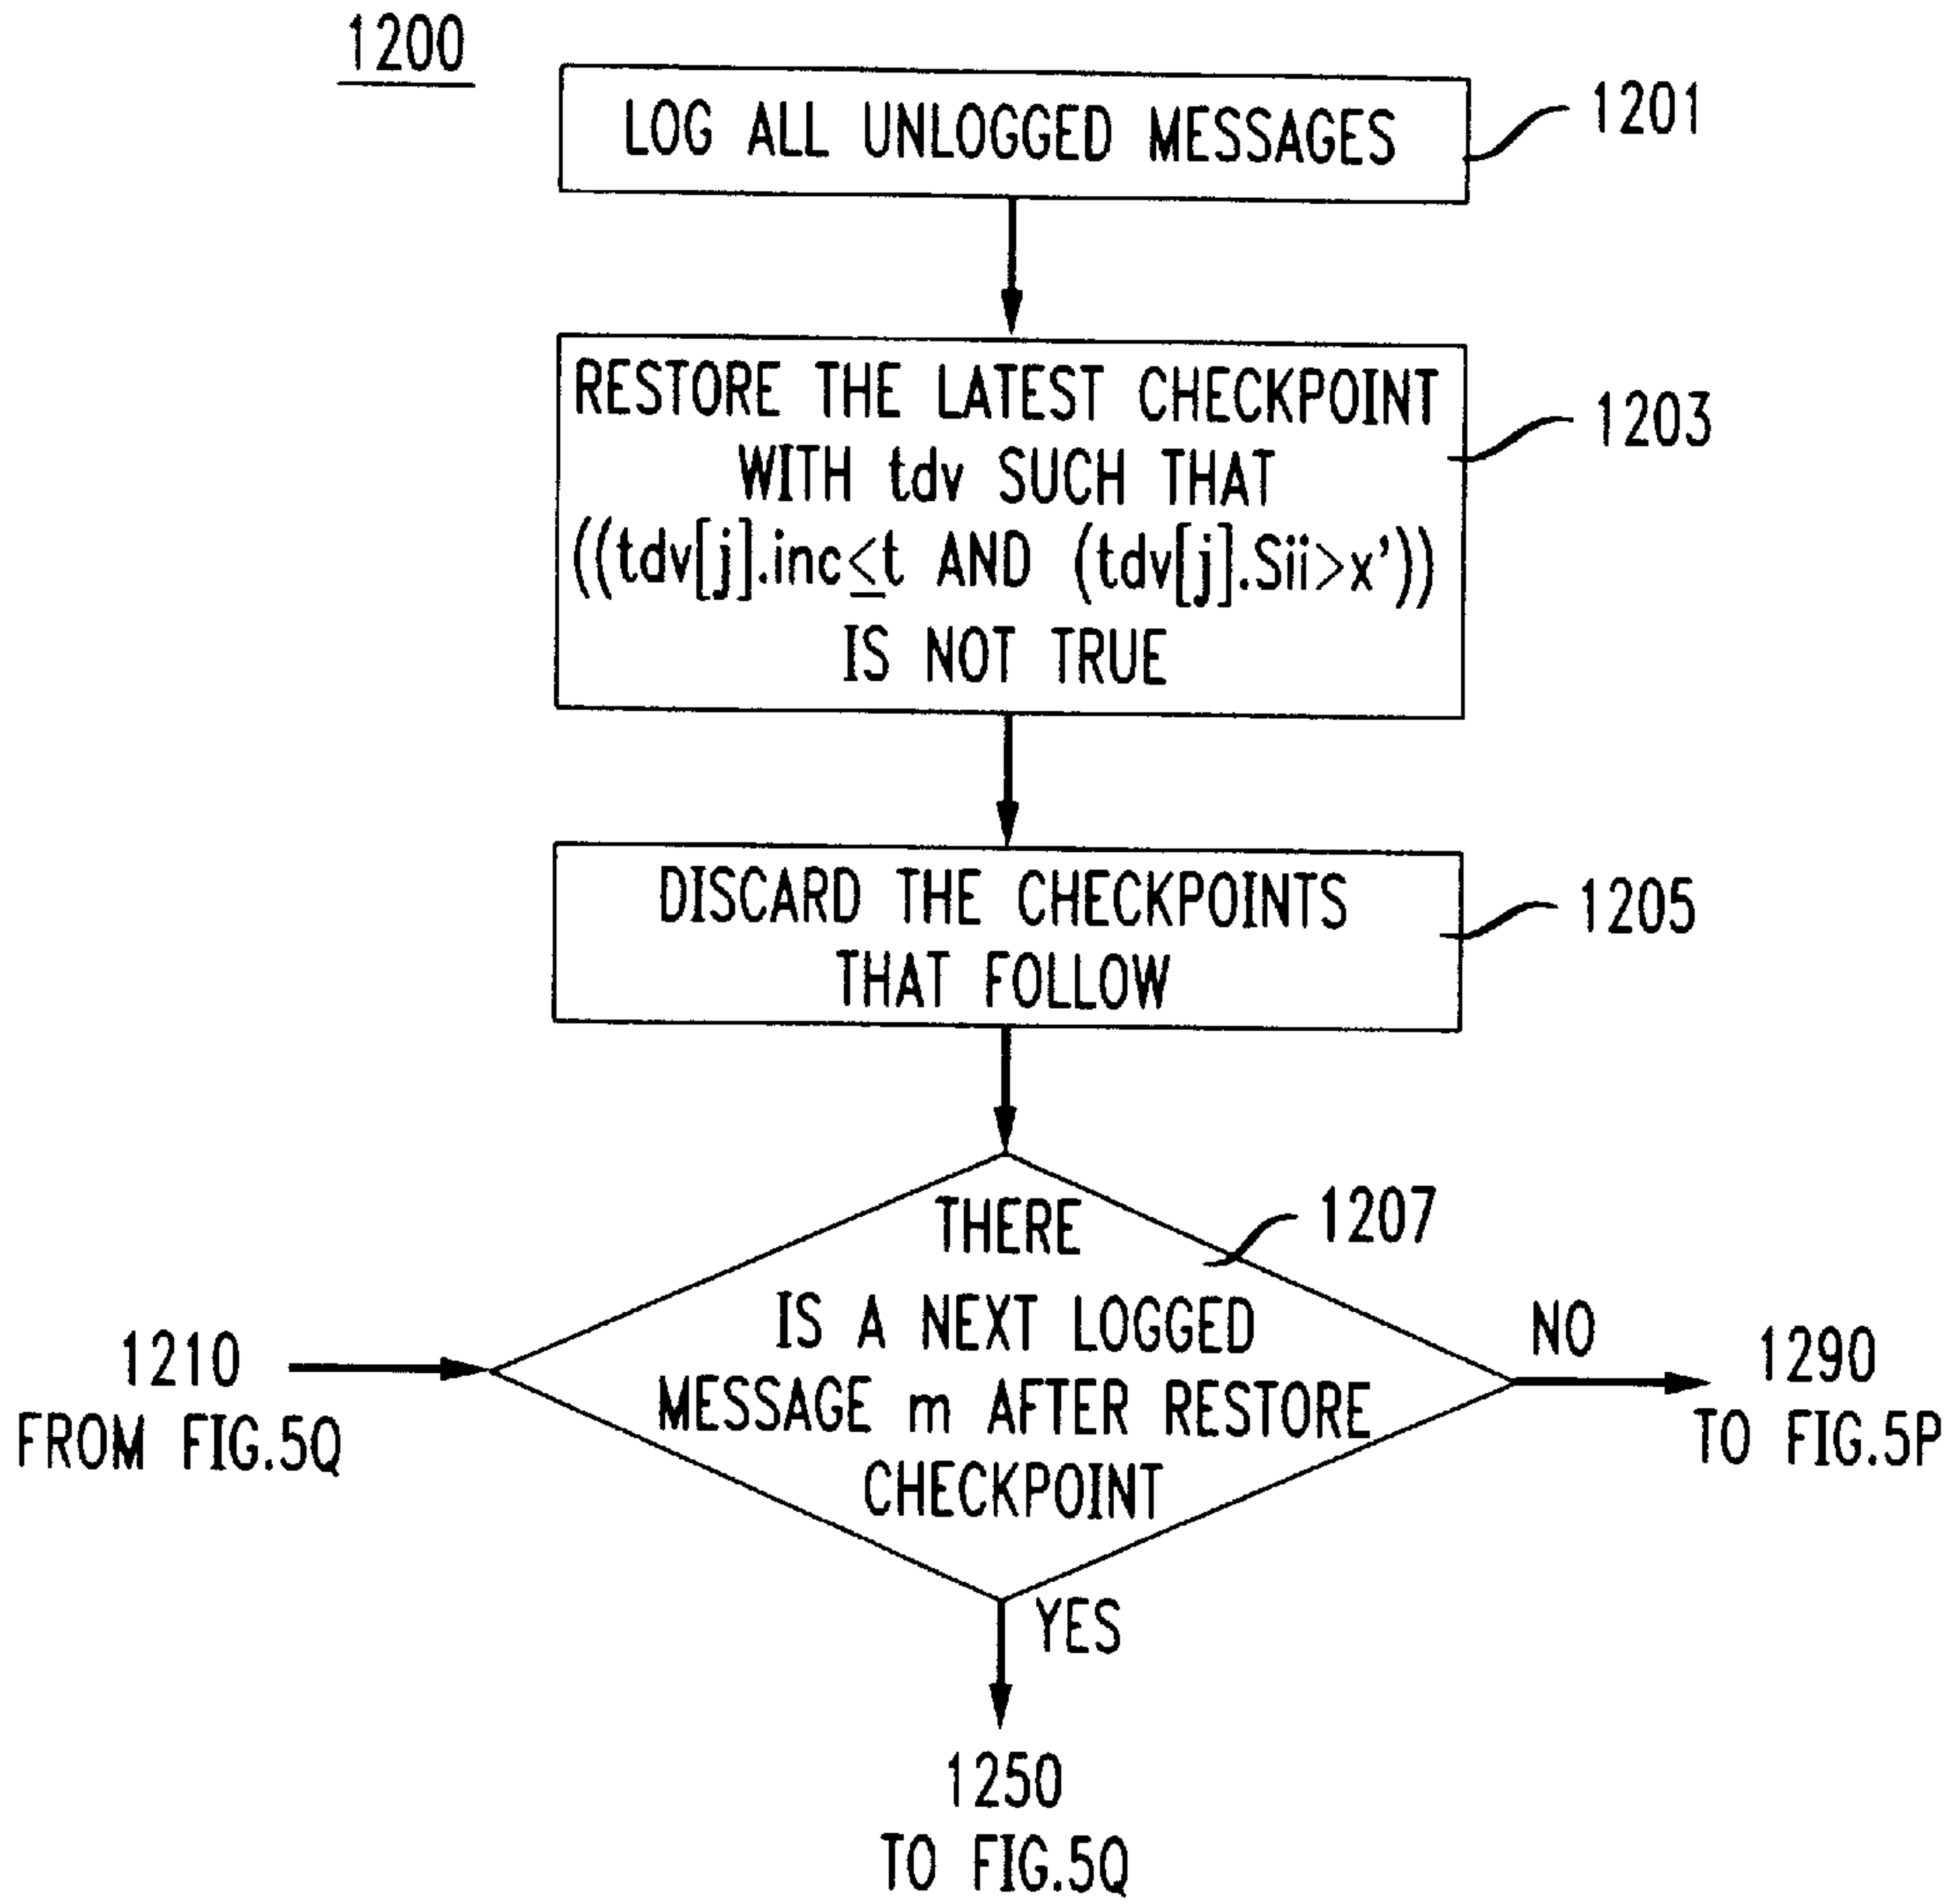 1200
LOG ALL UNLOGGED MESSAGES
1201
RESTORE THE LATEST CHECKPOINT
WITH tdv SUCH THAT
((tdv[j].inc≤t AND (tdv[j].Sii>x'))
IS NOT TRUE
1203
DISCARD THE CHECKPOINTS
THAT FOLLOW
1205
THERE
IS A NEXT LOGGED
MESSAGE m AFTER RESTORE
CHECKPOINT
1207
1210
FROM FIG.5Q
NO
1290
TO FIG.5P
YES
1250
TO FIG.5Q